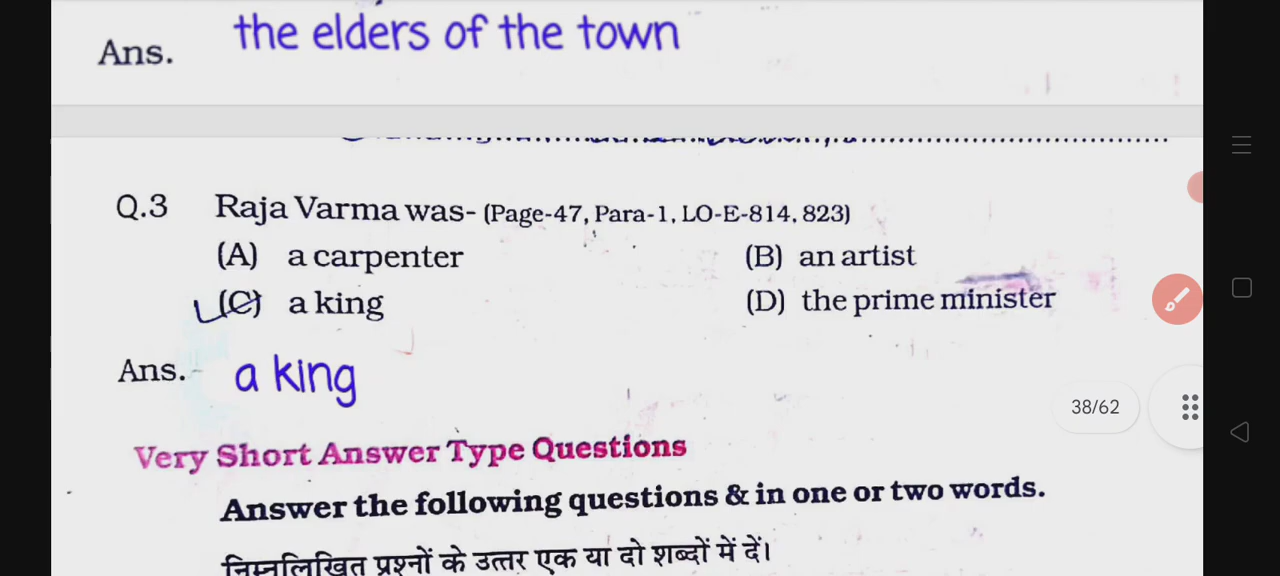 the elders of the town
Ans.
Q.3 Raja Varma was- (Page-47, Para-1, LO-E-814, 823)
(A) a carpenter (B) an artist
(C) a king (D) the prime minister
Ans. a king
38/62
Very Short Answer Type Questions
Answer the following questions & in one or two words.
निम्नलिखित प्रश्नों के उत्तर एक या दो शब्दों में दें।